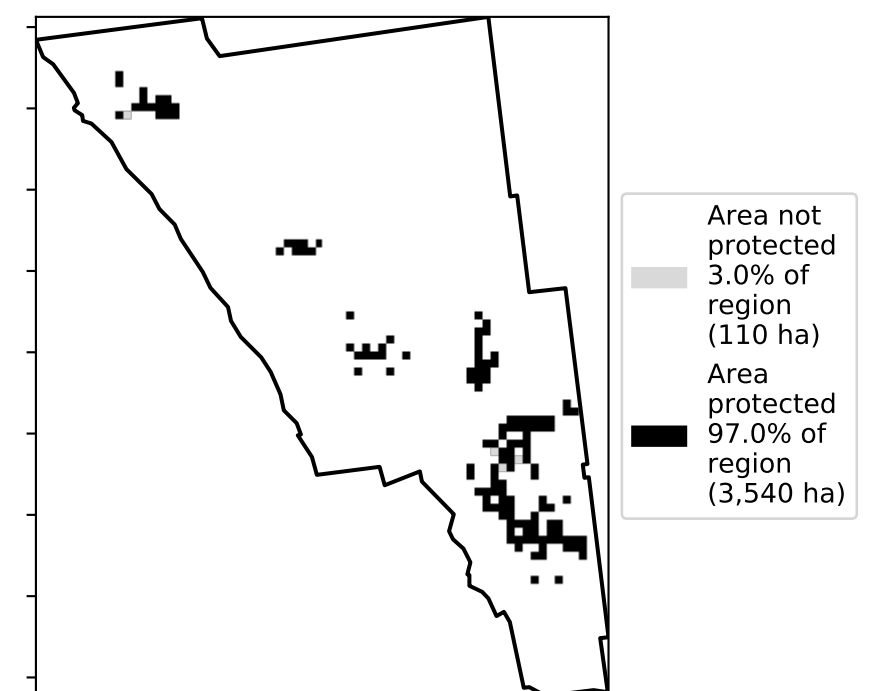 Area not
protected
3.0% of
region
(110 ha)
Area
protected
97.0% of
region
(3,540 ha)